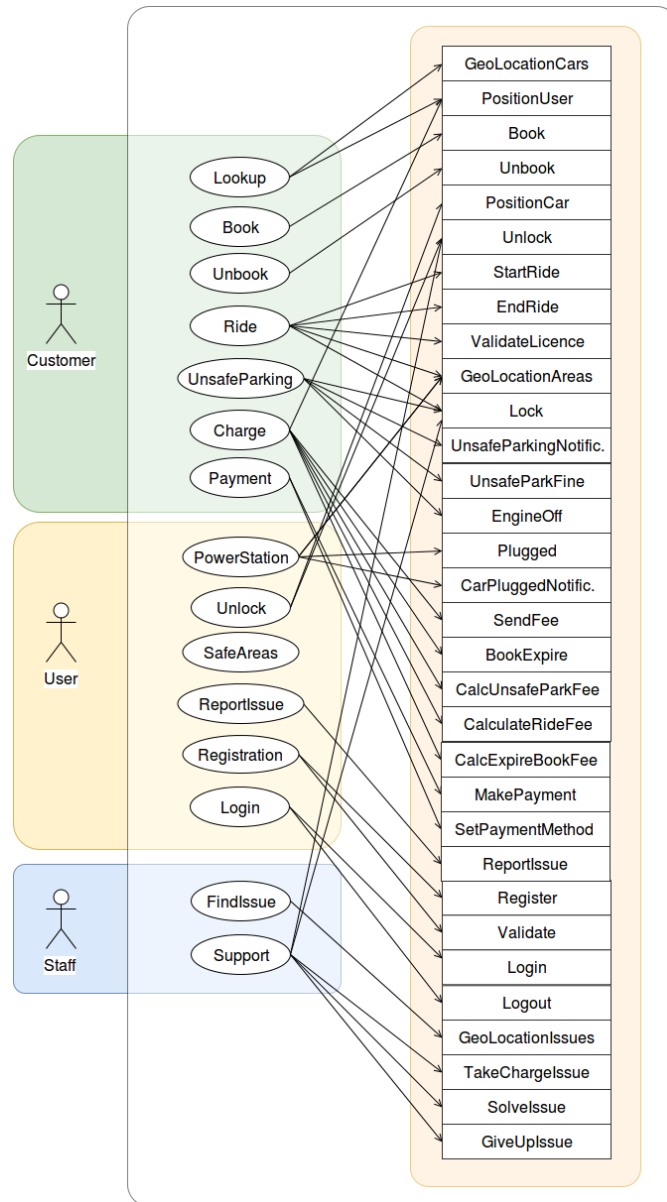 Customer
User
Staff
Lookup
Book
Unbook
Ride
UnsafeParking
Charge
Payment
PowerStation
Unlock
SafeAreas
ReportIssue
Registration
Login
FindIssue
Support
GeoLocationCars
PositionUser
Book
Unbook
PositionCar
Unlock
StartRide
EndRide
ValidateLicence
GeoLocationAreas
Lock
UnsafeParkingNotific.
UnsafeParkFine
EngineOff
Plugged
CarPluggedNotific.
SendFee
BookExpire
CalcUnsafeParkFee
CalculateRideFee
CalcExpireBookFee
MakePayment
SetPaymentMethod
ReportIssue
Register
Validate
Login
Logout
GeoLocationIssues
TakeChargeIssue
SolveIssue
GiveUpIssue